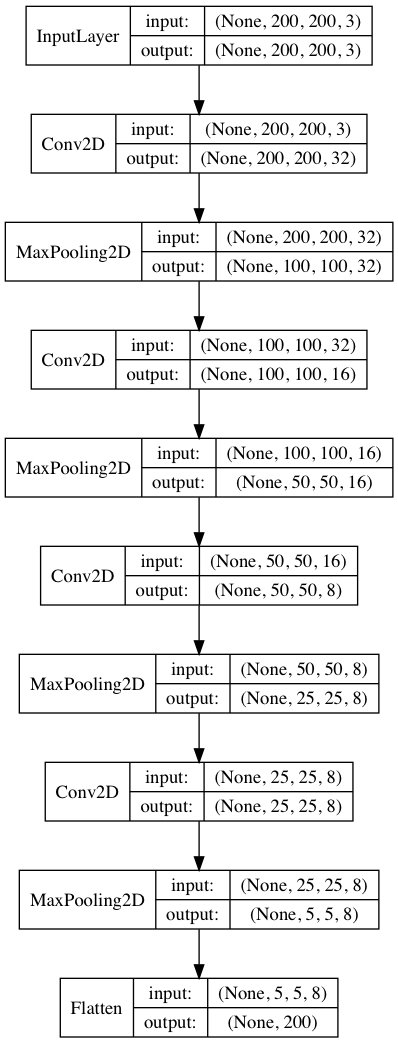 InputLayer input: (None, 200, 200, 3)
output: (None, 200, 200, 3)
Conv2D input: (None, 200, 200, 3)
output: (None, 200, 200, 32)
MaxPooling2D input: (None, 200, 200, 32)
output: (None, 100, 100, 32)
Conv2D input: (None, 100, 100, 32)
output: (None, 100, 100, 16)
MaxPooling2D input: (None, 100, 100, 16)
output: (None, 50, 50, 16)
Conv2D input: (None, 50, 50, 16)
output: (None, 50, 50, 8)
MaxPooling2D input: (None, 50, 50, 8)
output: (None, 25, 25, 8)
Conv2D input: (None, 25, 25, 8)
output: (None, 25, 25, 8)
MaxPooling2D input: (None, 25, 25, 8)
output: (None, 5, 5, 8)
Flatten input: (None, 5, 5, 8)
output: (None, 200)